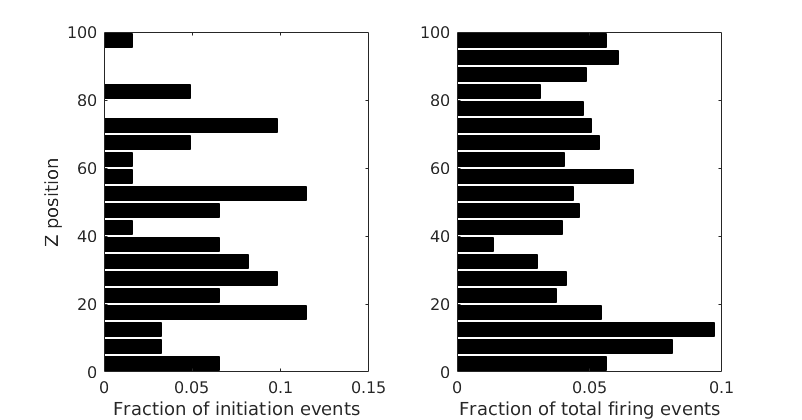 100
80
60
40
20
0
Z position
0 0.05 0.1 0.15
Fraction of initiation events
100
80
60
40
20
0
0 0.05 0.1
Fraction of total firing events